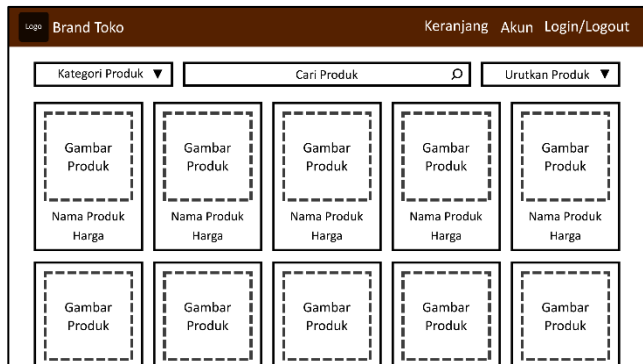 Logo Brand Toko Keranjang Akun Login/Logout
Kategori Produk Cari Produk Urutkan Produk
Gambar Gambar Gambar Gambar Gambar
Produk Produk Produk Produk Produk
Nama Produk Nama Produk Nama Produk Nama Produk Nama Produk
Harga Harga Harga Harga Harga
Gambar Gambar Gambar Gambar Gambar
Produk Produk Produk Produk Produk